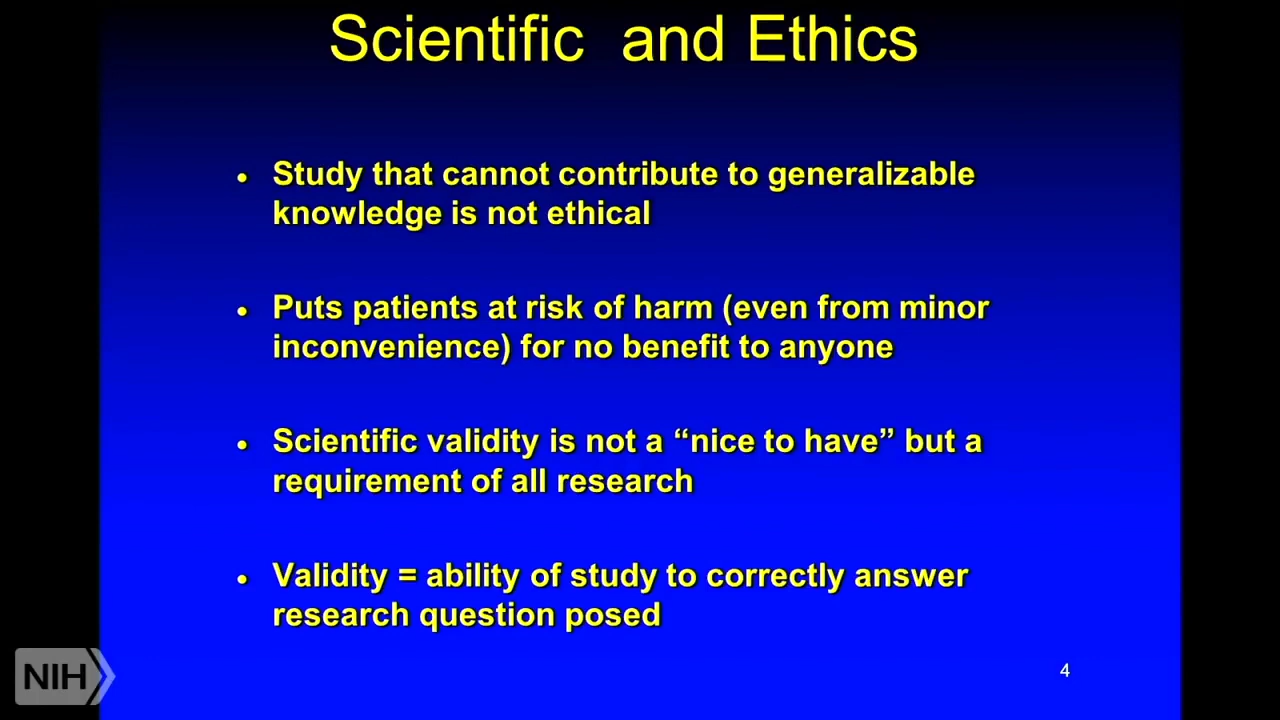 Scientific and Ethics
• Study that cannot contribute to generalizable
knowledge is not ethical
• Puts patients at risk of harm (even from minor
inconvenience) for no benefit to anyone
• Scientific validity is not a “nice to have” but a
requirement of all research
• Validity = ability of study to correctly answer
research question posed
NIH
4